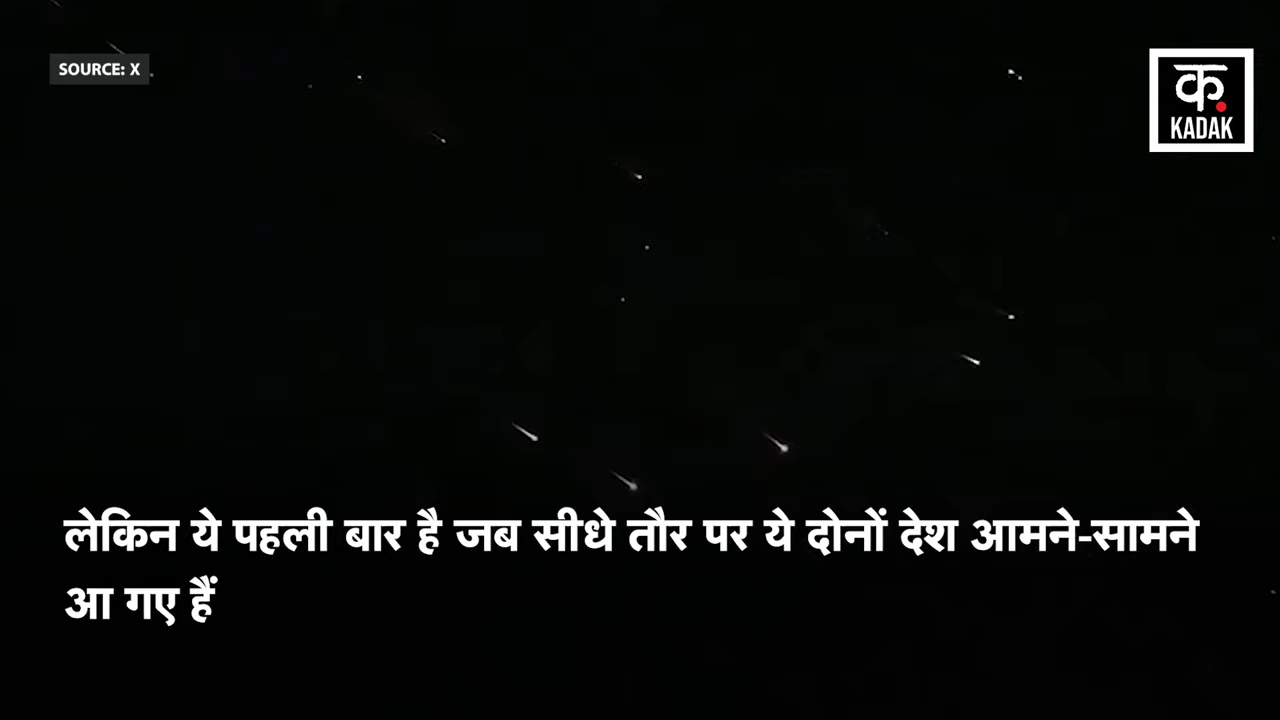 SOURCE: X
क.
KADAK
लेकिन ये पहली बार है जब सीधे तौर पर ये दोनों देश आमने-सामने
आ गए हैं